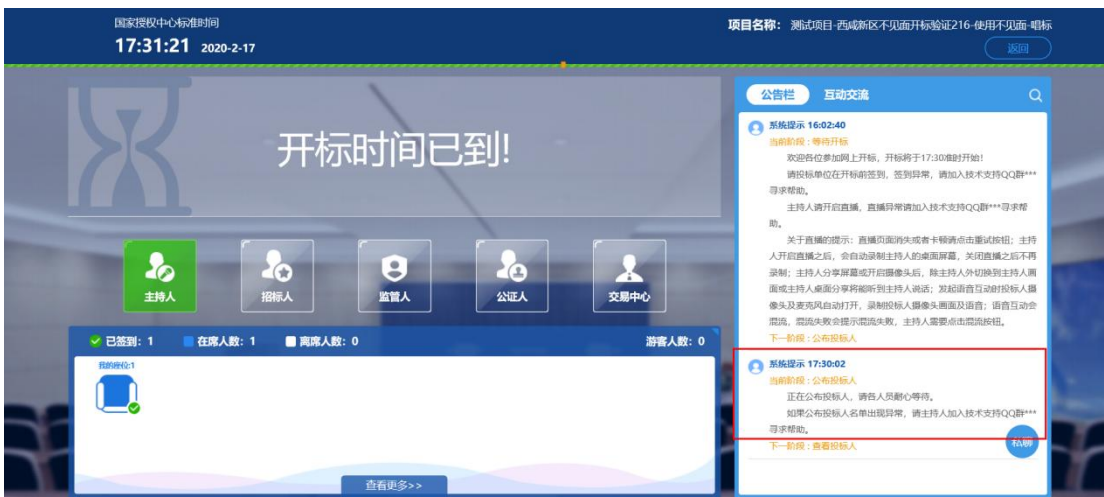 国家授权中心标准时间
17:31:21 2020-2-17
项目名称： 测试项目-西咸新区不见面开标验证216-使用不见面-唱标
返回
开标时间已到!
主持人
招标人
监管人
公证人
交易中心
已签到：1 在席人数：1 离席人数：0 游客人数：0
我的座位:1
查看更多>>
公告栏 互动交流
系统提示 16:02:40
当前阶段：等待开标
欢迎各位参加网上开标，开标将于17:30准时开始!
请投标单位在开标前签到，签到异常，请加入技术支持QQ群***
寻求帮助。
主持人请开启直播，直播异常请加入技术支持QQ群***寻求帮
助。
关于直播的提示：直播页面消失或者卡顿请点击重试按钮；主持
人开启直播之后，会自动录制主持人的桌面屏幕，关闭直播之后不再
录制；主持人分享屏幕或开启摄像头后，除主持人外切换到主持人画
面或主持人桌面分享将能听到主持人说话；发起语音互动时投标人摄
像头及麦克风自动打开，录制投标人摄像头画面及语音；语音互动会
混流，混流失败会提示混流失败，主持人需要点击混流按钮。
下一阶段：公布投标人
系统提示 17:30:02
当前阶段：公布投标人
正在公布投标人，请各人员耐心等待。
如果公布投标人名单出现异常，请主持人加入技术支持QQ群***
寻求帮助。
下一阶段：查看投标人
私聊